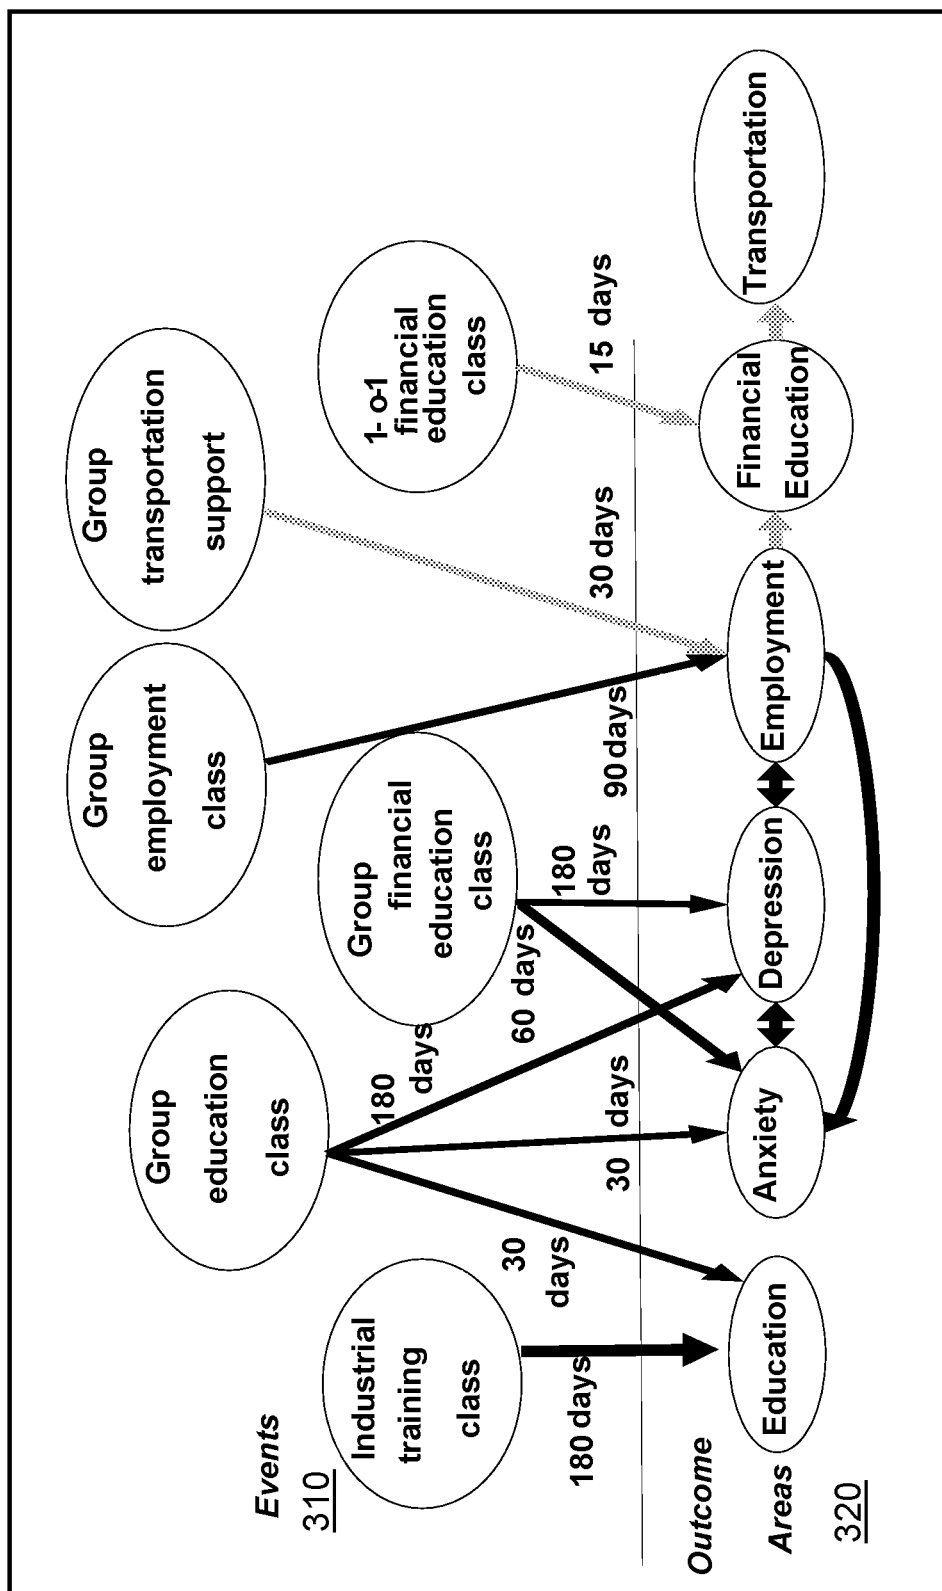 Events
310
Industrial
training
class
Group
education
class
Group
financial
education
class
Group
employment
class
Group
transportation
support
1- o-1
financial
education
class
180 days
30
days
30 days
180
days
60 days
180
days
90 days
30 days
15 days
Outcome
Areas
320
Education
Anxiety
Depression
Employment
Financial
Education
Transportation